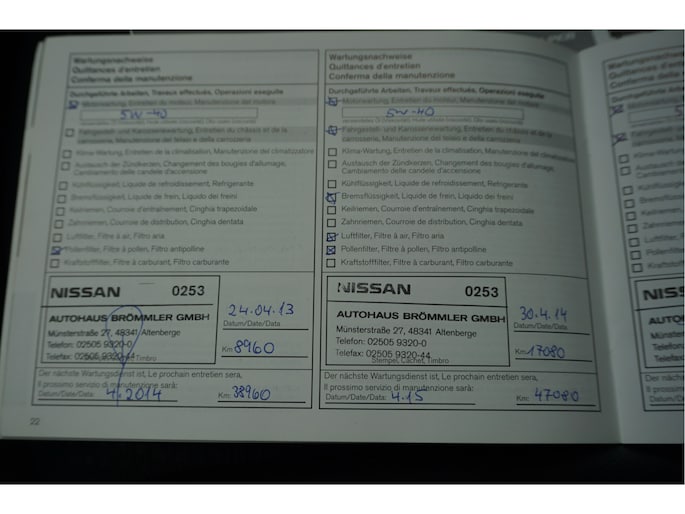 Wartungsnachweise
Quittances d'entretien
Conferma della manutenzione
Durchgeführte Arbeiten, Travaux effectués, Operazioni eseguite
Motorwartung, Entretien du moteur, Manutenzione del motore
5W-40
Fahrgestell- und Karosseriewartung, Entretien du châssis et de la
carrosserie, Manutenzione del telaio e della carrozzeria
Klima-Wartung, Entretien de la climatisation, Manutenzione del climatizzatore
Austausch der Zündkerzen, Changement des bougies d'allumage,
Cambiamento delle candele d'accensione
Kühlflüssigkeit, Liquide de refroidissement, Refrigerante
Bremsflüssigkeit, Liquide de frein, Liquido dei freini
Keilriemen, Courroie d'entraînement, Cinghia trapezoidale
Zahnriemen, Courroie de distribution, Cinghia dentata
Luftfilter, Filtre à air, Filtro aria
Pollenfilter, Filtre à pollen, Filtro antipolline
Kraftstofffilter, Filtre à carburant, Filtro carburante
NISSAN 0253
AUTOHAUS BRÖMMLER GMBH
Münsterstraße 27, 48341 Altenberge
Telefon: 02505 9320-0
Telefax: 02505 9320-44
Timbro
24.04.13
Datum/Date/Data
Km: 8960
Der nächste Wartungsdienst ist, Le prochain entretien sera,
Il prossimo servizio di manutenzione sarà:
Datum/Date/Data: 4.2014 Km: 38960
22
Wartungsnachweise
Quittances d'entretien
Conferma della manutenzione
Durchgeführte Arbeiten, Travaux effectués, Operazioni eseguite
Motorwartung, Entretien du moteur, Manutenzione del motore
5W-40
Fahrgestell- und Karosseriewartung, Entretien du châssis et de la
carrosserie, Manutenzione del telaio e della carrozzeria
Klima-Wartung, Entretien de la climatisation, Manutenzione del climatizzatore
Austausch der Zündkerzen, Changement des bougies d'allumage,
Cambiamento delle candele d'accensione
Kühlflüssigkeit, Liquide de refroidissement, Refrigerante
Bremsflüssigkeit, Liquide de frein, Liquido dei freini
Keilriemen, Courroie d'entraînement, Cinghia trapezoidale
Zahnriemen, Courroie de distribution, Cinghia dentata
Luftfilter, Filtre à air, Filtro aria
Pollenfilter, Filtre à pollen, Filtro antipolline
Kraftstofffilter, Filtre à carburant, Filtro carburante
NISSAN 0253
AUTOHAUS BRÖMMLER GMBH
Münsterstraße 27, 48341 Altenberge
Telefon: 02505 9320-0
Telefax: 02505 9320-44
Stempel, Cachet, Timbro
30.4.14
Datum/Date/Data
Km: 17080
Der nächste Wartungsdienst ist, Le prochain entretien sera,
Il prossimo servizio di manutenzione sarà:
Datum/Date/Data: 4.15 Km: 47080